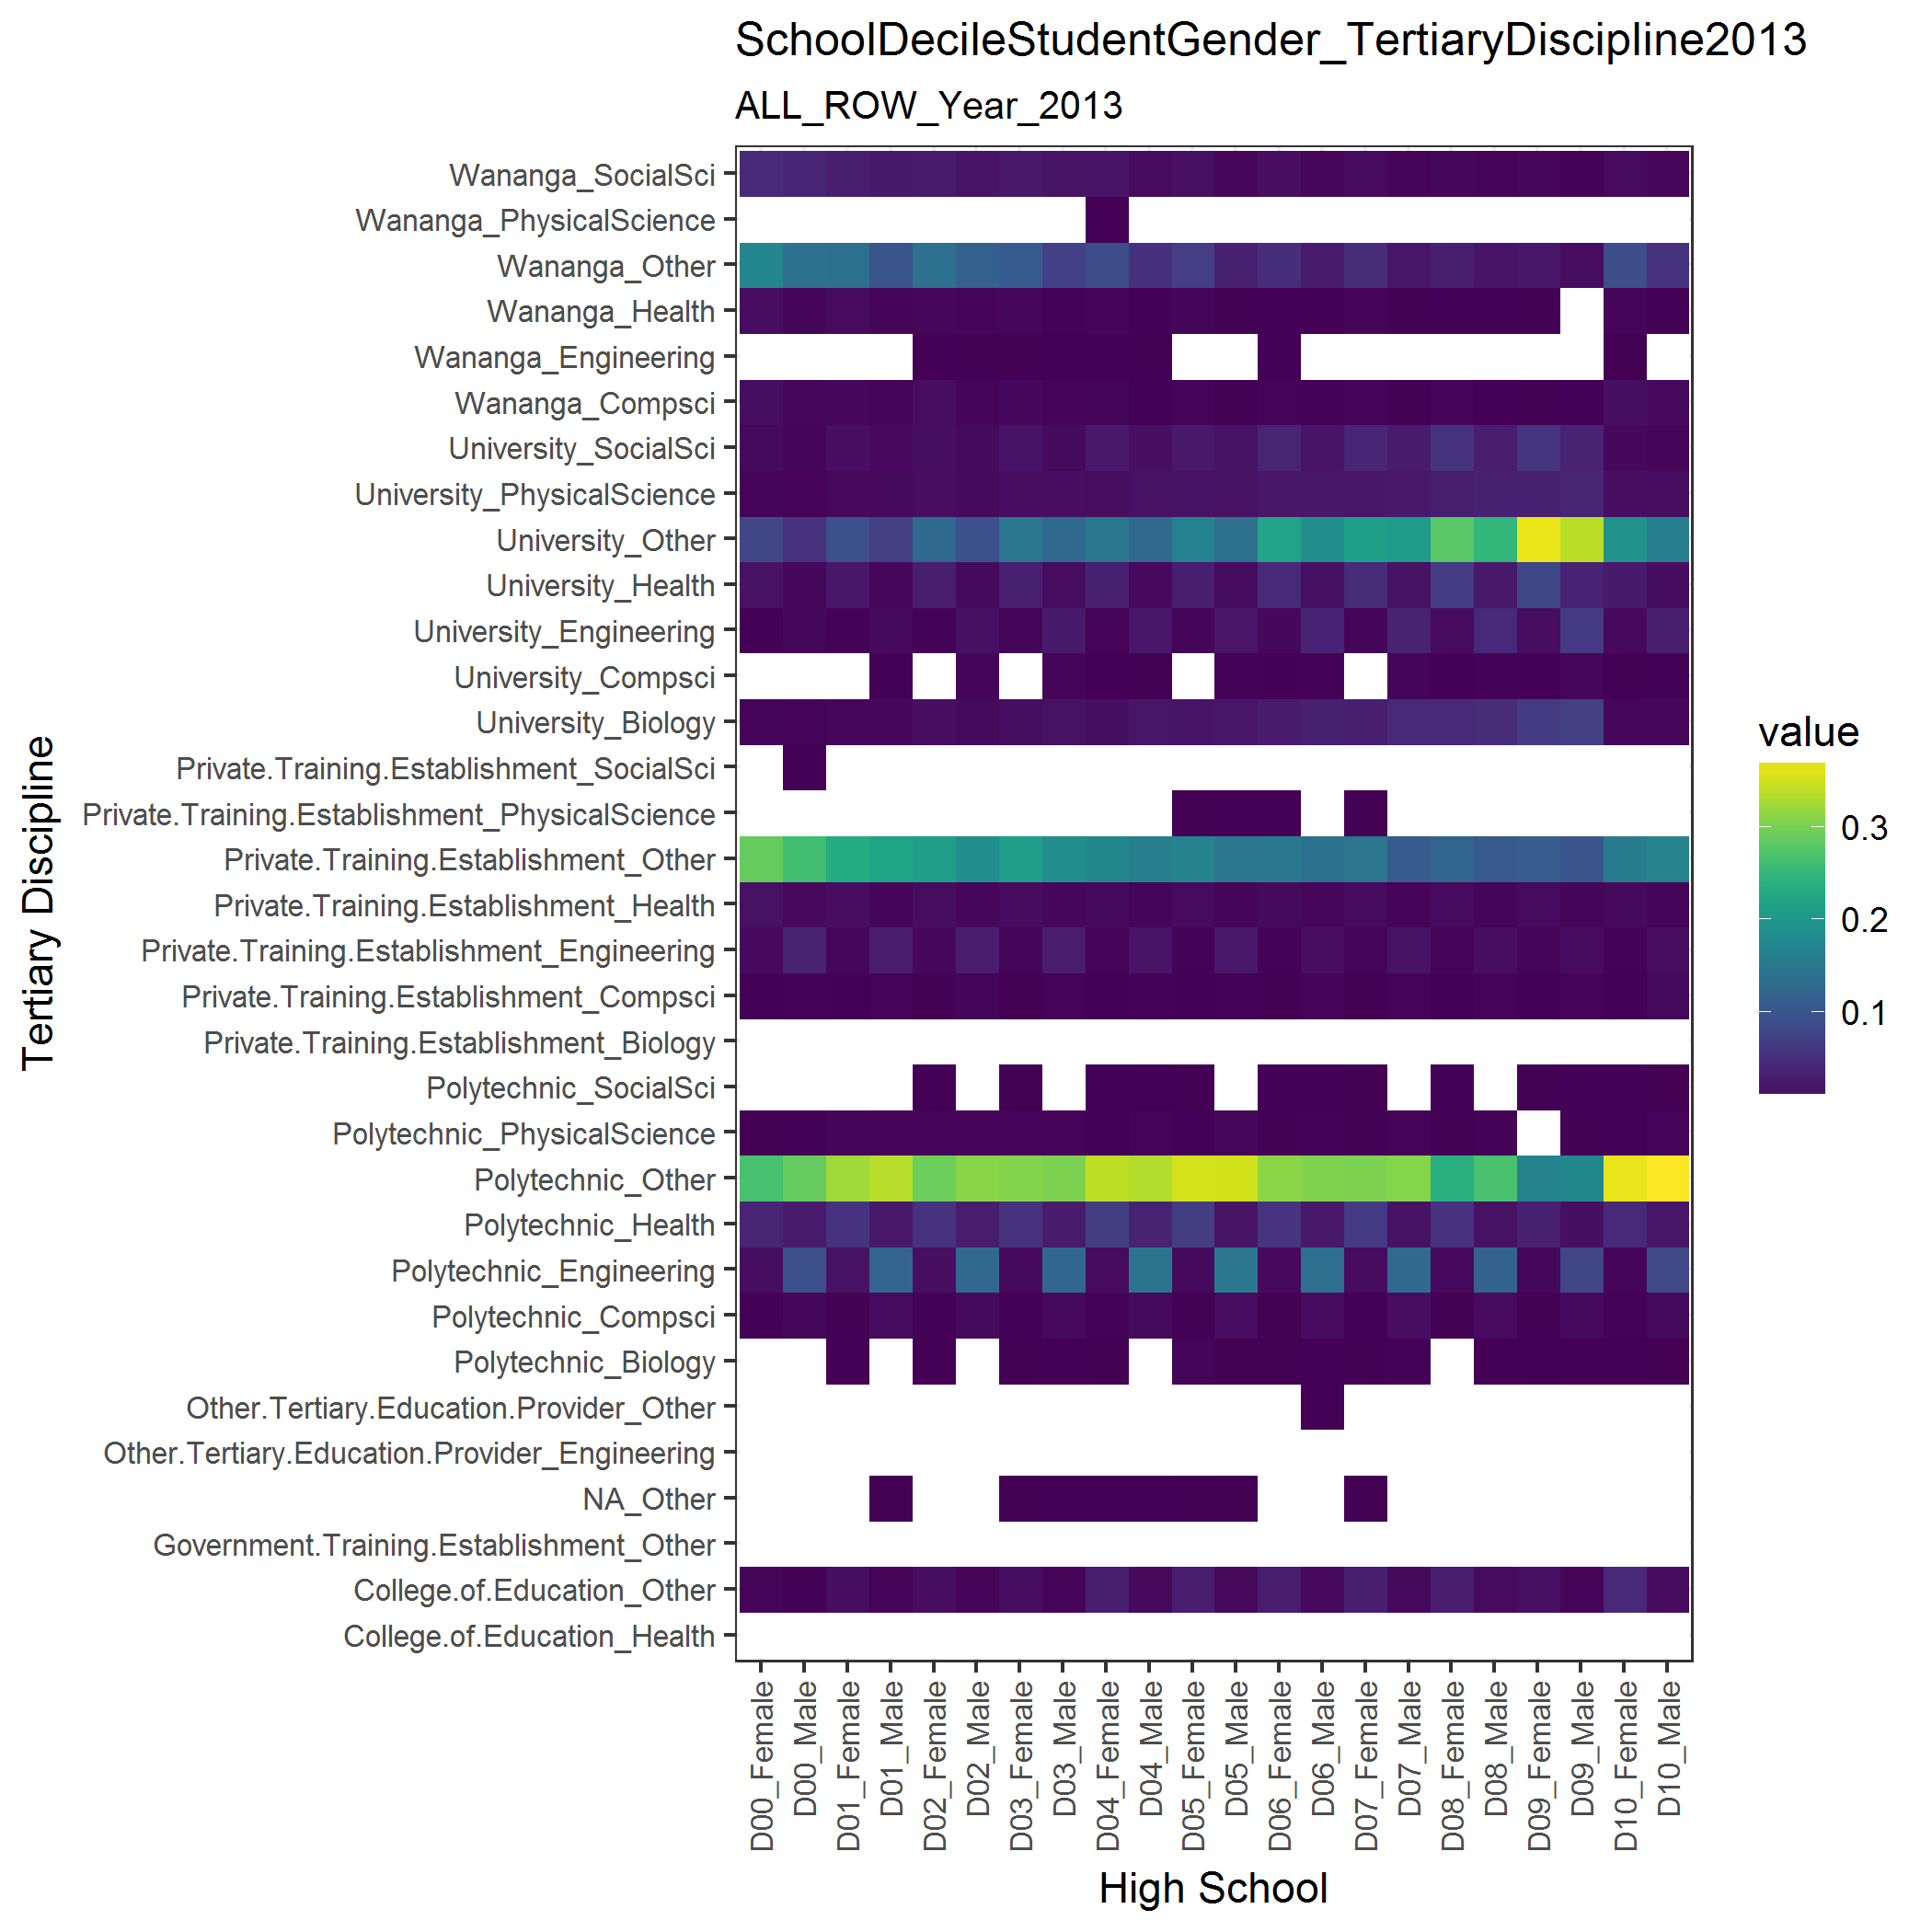 SchoolDecileStudentGender_TertiaryDiscipline2013
ALL_ROW_Year_2013
Tertiary Discipline
Wananga_SocialSci
Wananga_PhysicalScience
Wananga_Other
Wananga_Health
Wananga_Engineering
Wananga_Compsci
University_SocialSci
University_PhysicalScience
University_Other
University_Health
University_Engineering
University_Compsci
University_Biology
Private.Training.Establishment_SocialSci
Private.Training.Establishment_PhysicalScience
Private.Training.Establishment_Other
Private.Training.Establishment_Health
Private.Training.Establishment_Engineering
Private.Training.Establishment_Compsci
Private.Training.Establishment_Biology
Polytechnic_SocialSci
Polytechnic_PhysicalScience
Polytechnic_Other
Polytechnic_Health
Polytechnic_Engineering
Polytechnic_Compsci
Polytechnic_Biology
Other.Tertiary.Education.Provider_Other
Other.Tertiary.Education.Provider_Engineering
NA_Other
Government.Training.Establishment_Other
College.of.Education_Other
College.of.Education_Health
D00_Female
D00_Male
D01_Female
D01_Male
D02_Female
D02_Male
D03_Female
D03_Male
D04_Female
D04_Male
D05_Female
D05_Male
D06_Female
D06_Male
D07_Female
D07_Male
D08_Female
D08_Male
D09_Female
D09_Male
D10_Female
D10_Male
High School
value
0.3
0.2
0.1